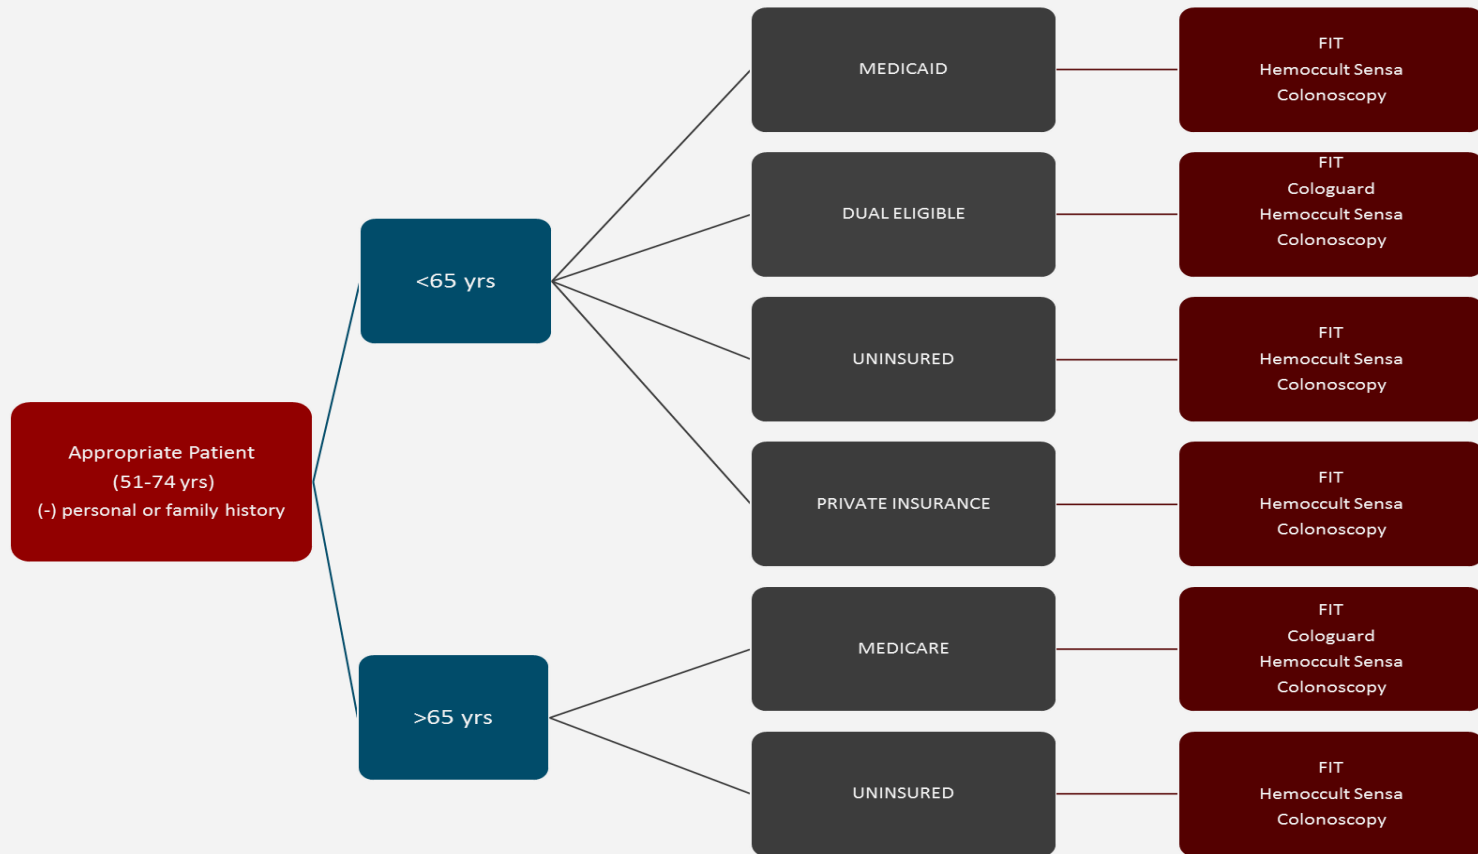 Appropriate Patient
(51-74 yrs)
(-) personal or family history
<65 yrs
>65 yrs
MEDICAID
FIT
Hemoccult Sensa
Colonoscopy
DUAL ELIGIBLE
FIT
Cologuard
Hemoccult Sensa
Colonoscopy
UNINSURED
FIT
Hemoccult Sensa
Colonoscopy
PRIVATE INSURANCE
FIT
Hemoccult Sensa
Colonoscopy
MEDICARE
FIT
Cologuard
Hemoccult Sensa
Colonoscopy
UNINSURED
FIT
Hemoccult Sensa
Colonoscopy